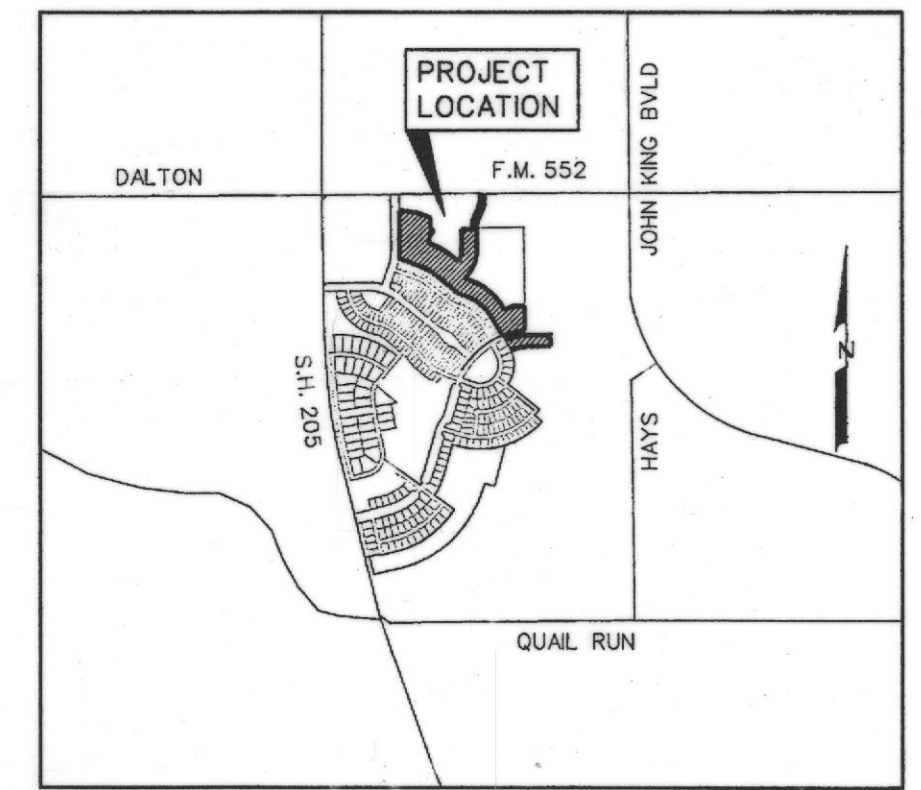 PROJECT
LOCATION
JOHN KING BVLD
DALTON
F.M. 552
S.H. 205
N
HAYS
QUAIL RUN